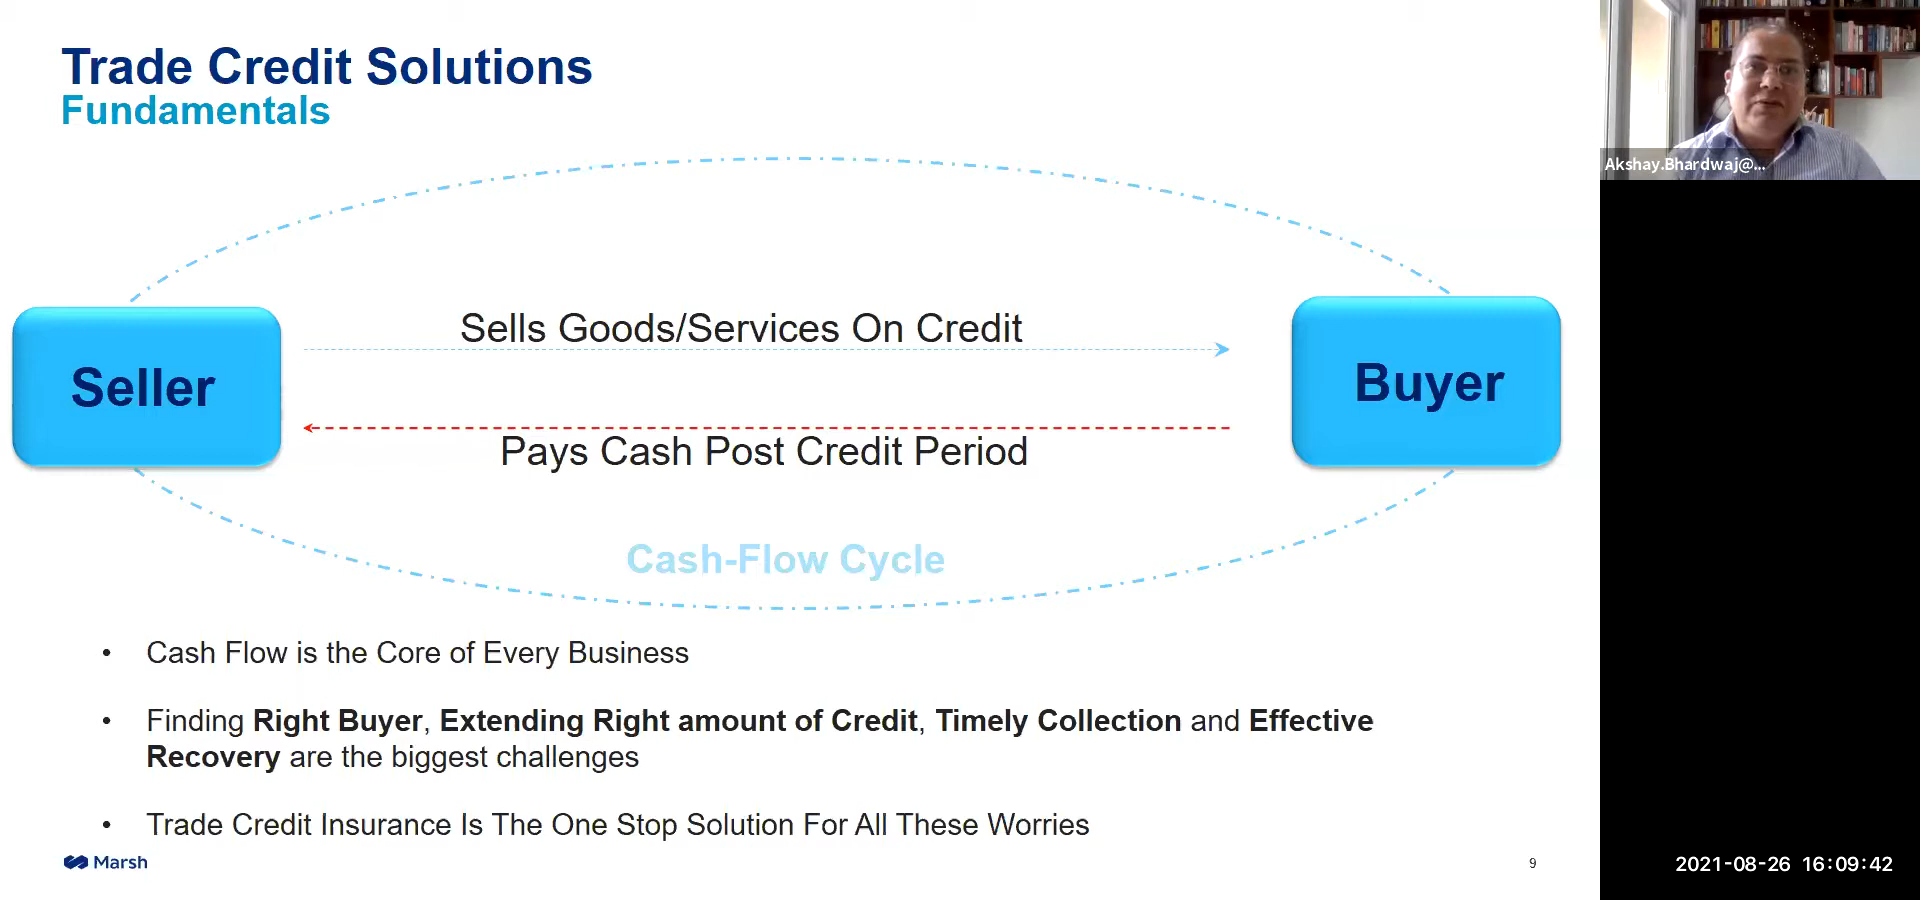 Trade Credit Solutions
Fundamentals
Akshay.Bhardwaj@...
Sells Goods/Services On Credit
Seller
Buyer
Pays Cash Post Credit Period
Cash-Flow Cycle
• Cash Flow is the Core of Every Business
• Finding Right Buyer, Extending Right amount of Credit, Timely Collection and Effective
Recovery are the biggest challenges
• Trade Credit Insurance Is The One Stop Solution For All These Worries
Marsh
9
2021-08-26 16:09:42